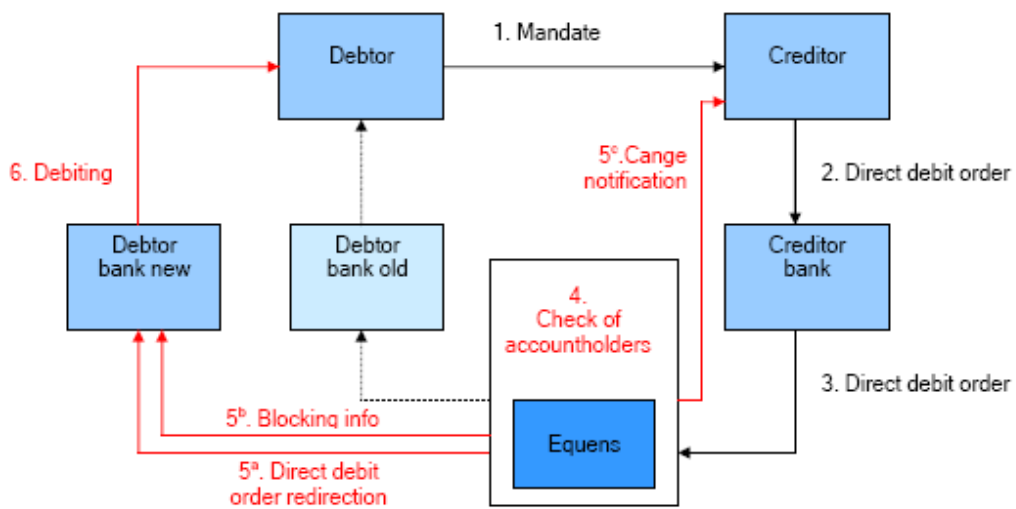 1. Mandate
Debtor
Creditor
5ᶜ.Cange
notification
6. Debiting
2. Direct debit order
Debtor
bank new
Debtor
bank old
Creditor
bank
4.
Check of
accountholders
3. Direct debit order
5ᵇ. Blocking info
Equens
5ᵃ. Direct debit
order redirection